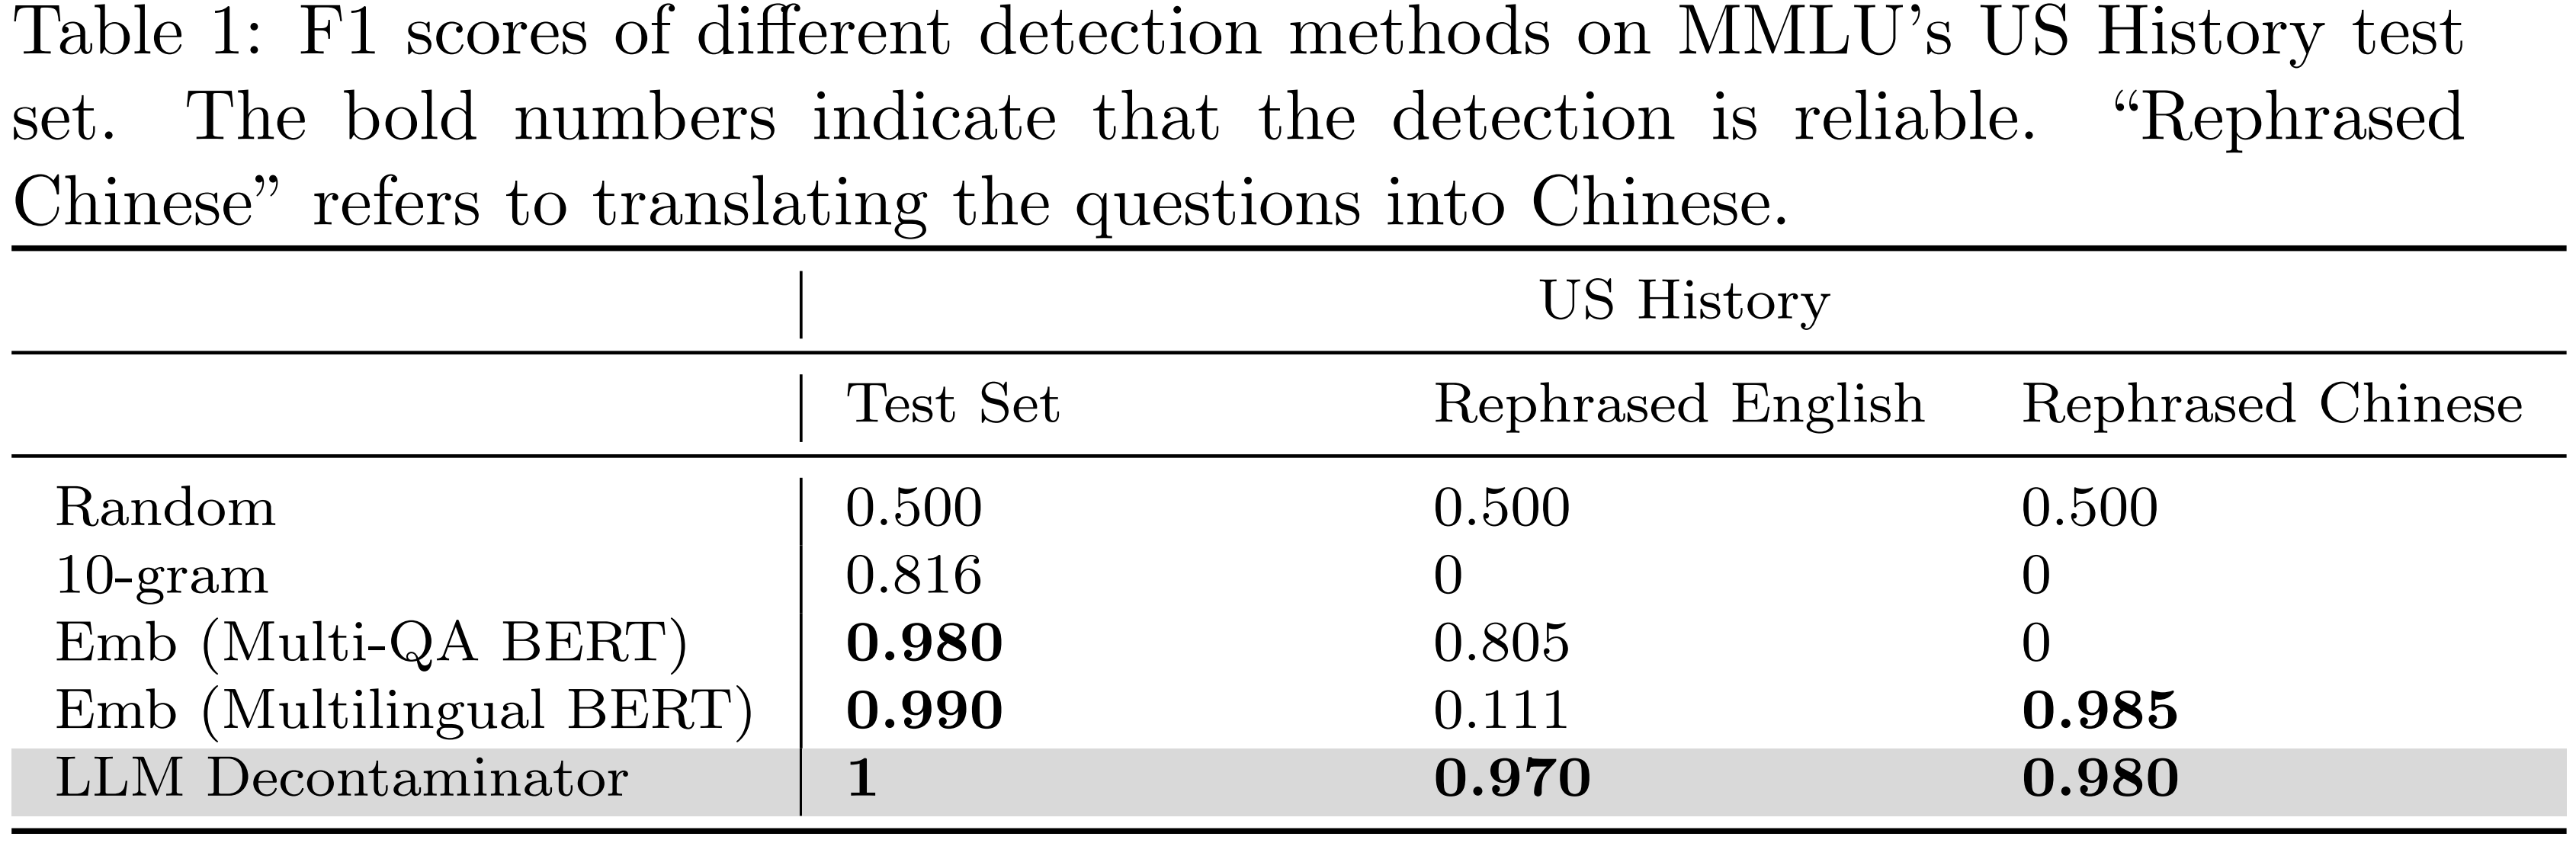 Table 1: F1 scores of different detection methods on MMLU's US History test
set. The bold numbers indicate that the detection is reliable. “Rephrased
Chinese” refers to translating the questions into Chinese.
US History
Test Set Rephrased English Rephrased Chinese
Random 0.500 0.500 0.500
10-gram 0.816 0 0
Emb (Multi-QA BERT) 0.980 0.805 0
Emb (Multilingual BERT) 0.990 0.111 0.985
LLM Decontaminator 1 0.970 0.980